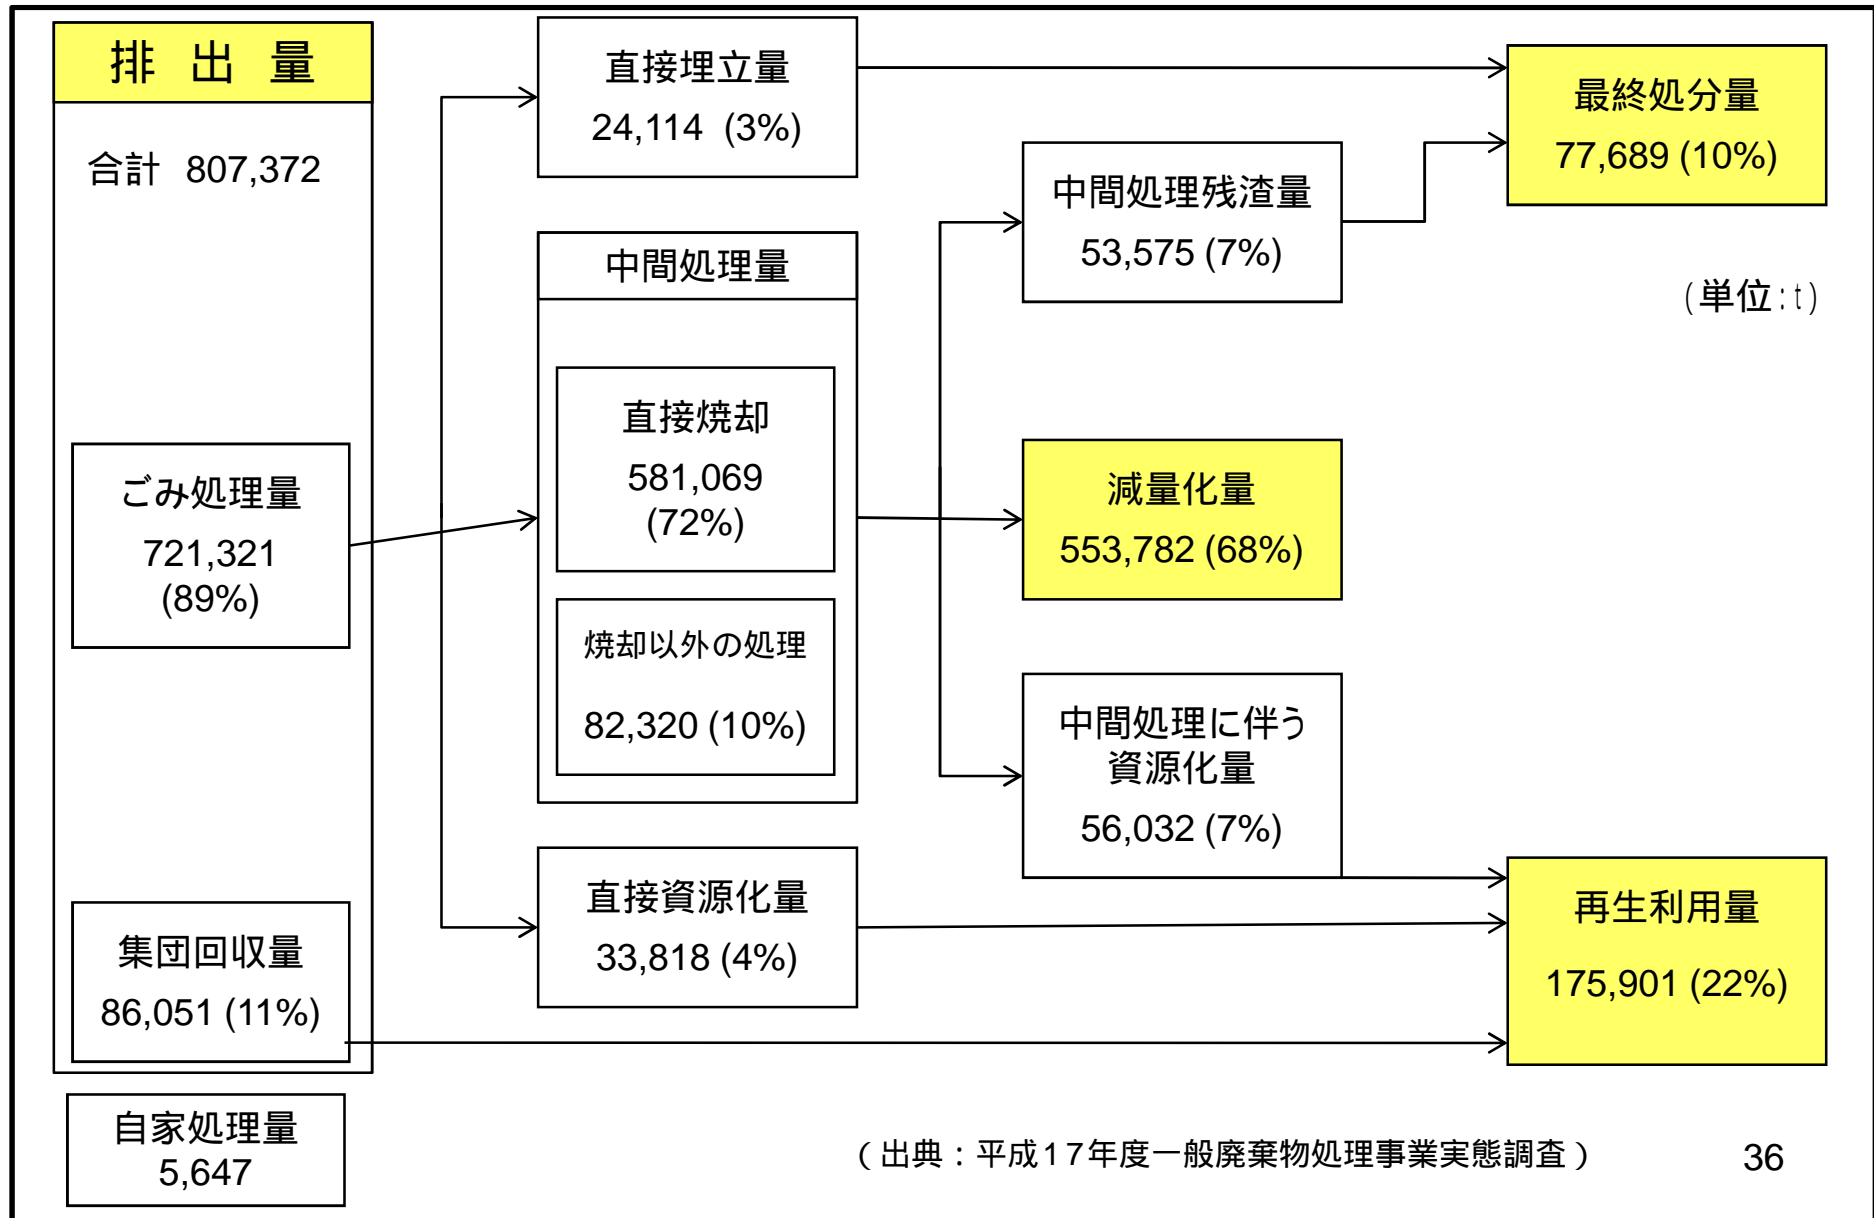 排 出 量
合計 807,372
ごみ処理量
721,321
(89%)
集団回収量
86,051 (11%)
自家処理量
5,647
直接埋立量
24,114 (3%)
中間処理量
直接焼却
581,069
(72%)
焼却以外の処理
82,320 (10%)
直接資源化量
33,818 (4%)
中間処理残渣量
53,575 (7%)
減量化量
553,782 (68%)
中間処理に伴う
資源化量
56,032 (7%)
最終処分量
77,689 (10%)
(単位:t)
再生利用量
175,901 (22%)
(出典:平成17年度一般廃棄物処理事業実態調査)
36